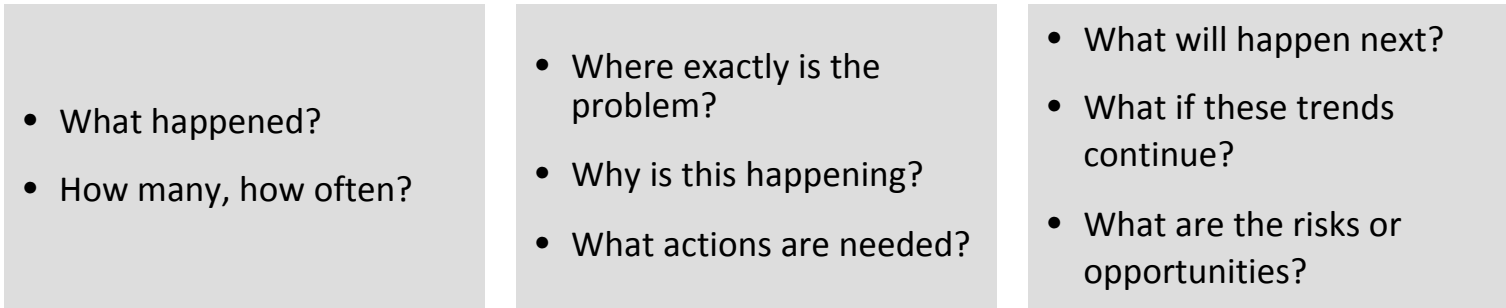 • What happened?
• How many, how often?
• Where exactly is the
problem?
• Why is this happening?
• What actions are needed?
• What will happen next?
• What if these trends
continue?
• What are the risks or
opportunities?